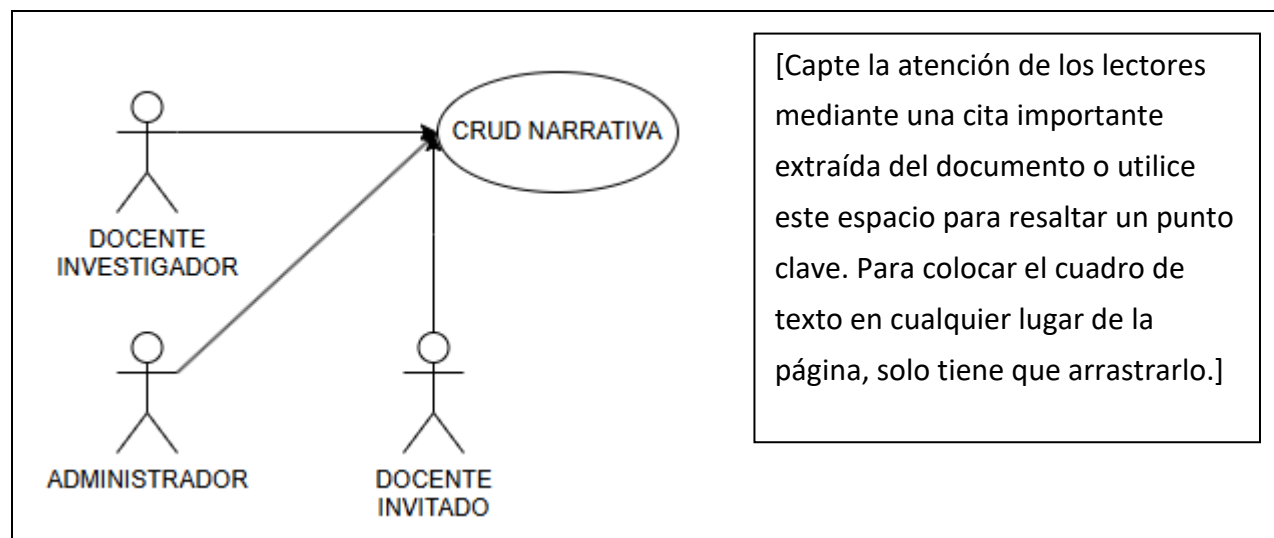 CRUD NARRATIVA
DOCENTE
INVESTIGADOR
ADMINISTRADOR
DOCENTE
INVITADO
[Capte la atención de los lectores
mediante una cita importante
extraída del documento o utilice
este espacio para resaltar un punto
clave. Para colocar el cuadro de
texto en cualquier lugar de la
página, solo tiene que arrastrarlo.]